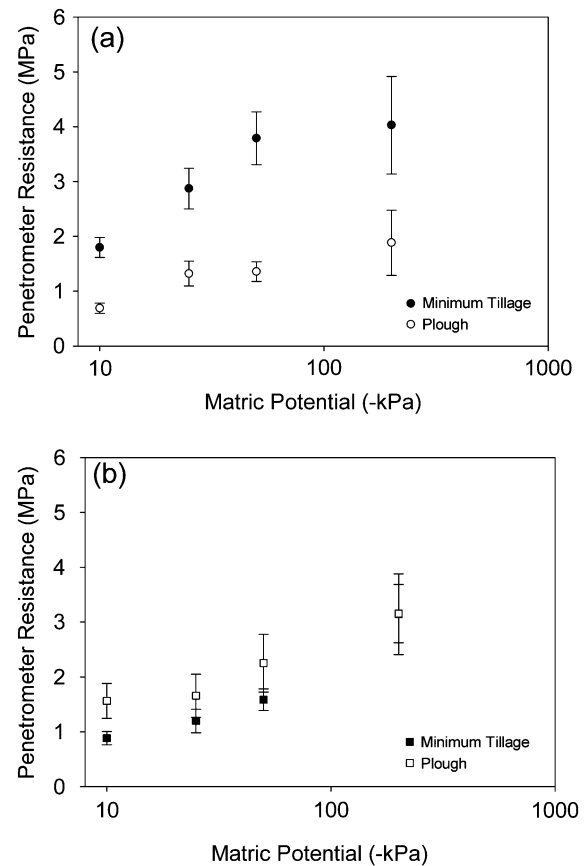 (a)
Penetrometer Resistance (MPa)
6
5
4
3
2
1
0
Minimum Tillage
Plough
10 100 1000
Matric Potential (-kPa)
(b)
Penetrometer Resistance (MPa)
6
5
4
3
2
1
0
Minimum Tillage
Plough
10 100 1000
Matric Potential (-kPa)